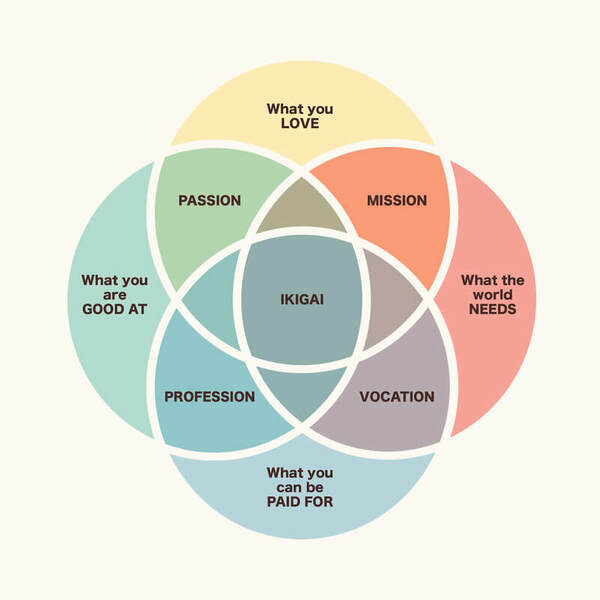 What you
LOVE
PASSION
MISSION
What you
are
GOOD AT
IKIGAI
What the
world
NEEDS
PROFESSION
VOCATION
What you
can be
PAID FOR